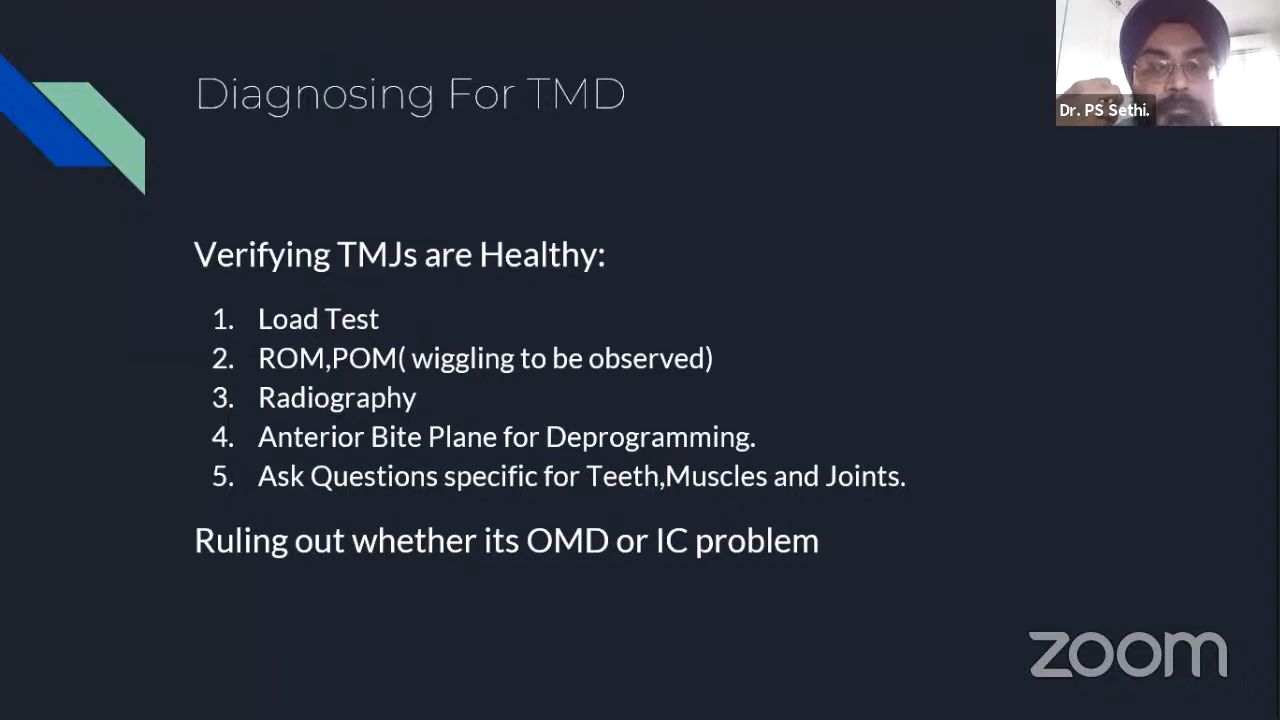 Diagnosing For TMD
Dr. PS Sethi.
Verifying TMJs are Healthy:
1. Load Test
2. ROM,POM( wiggling to be observed)
3. Radiography
4. Anterior Bite Plane for Deprogramming.
5. Ask Questions specific for Teeth,Muscles and Joints.
Ruling out whether its OMD or IC problem
zoom